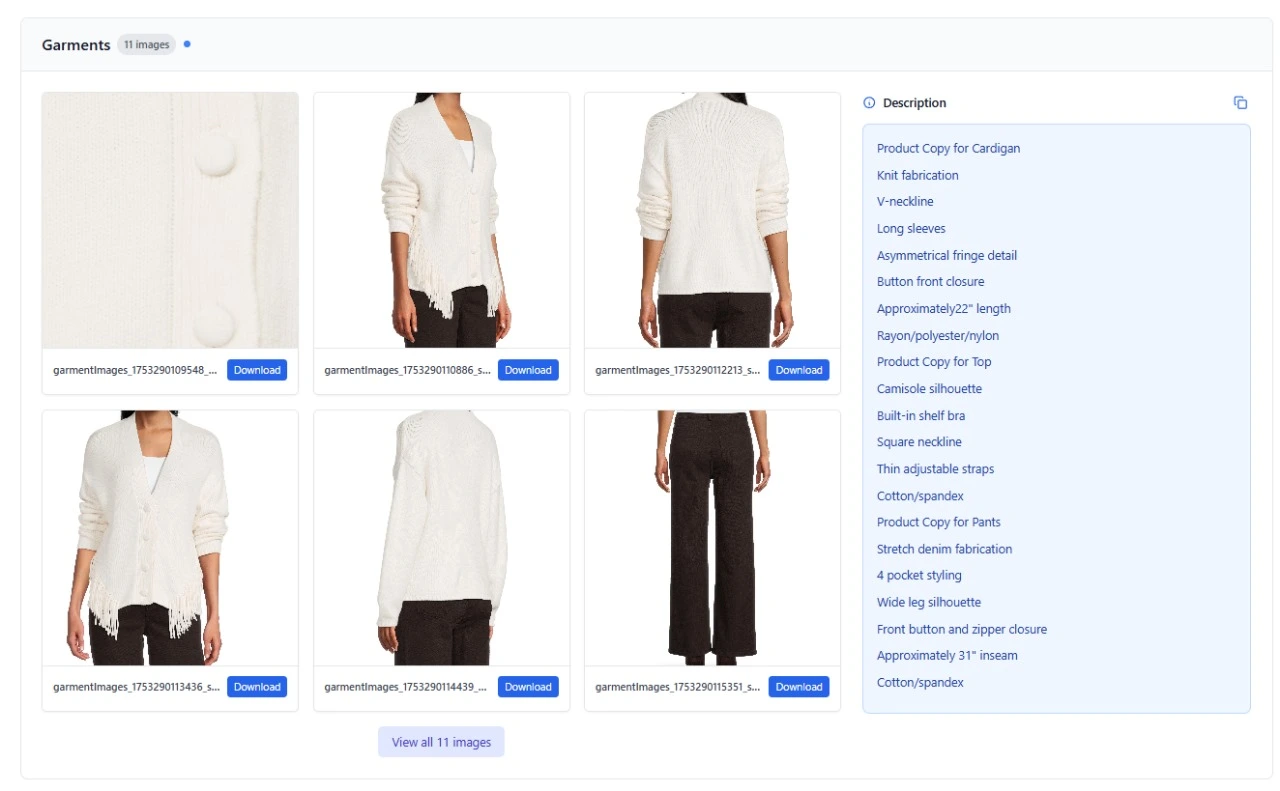 Garments 11 images
Description
garmentImages_1753290109548_... Download
garmentImages_1753290110886_s... Download
garmentImages_1753290112213_s... Download
garmentImages_1753290113436_s... Download
garmentImages_1753290114439_... Download
garmentImages_1753290115351_s... Download
View all 11 images
Product Copy for Cardigan
Knit fabrication
V-neckline
Long sleeves
Asymmetrical fringe detail
Button front closure
Approximately22" length
Rayon/polyester/nylon
Product Copy for Top
Camisole silhouette
Built-in shelf bra
Square neckline
Thin adjustable straps
Cotton/spandex
Product Copy for Pants
Stretch denim fabrication
4 pocket styling
Wide leg silhouette
Front button and zipper closure
Approximately 31" inseam
Cotton/spandex